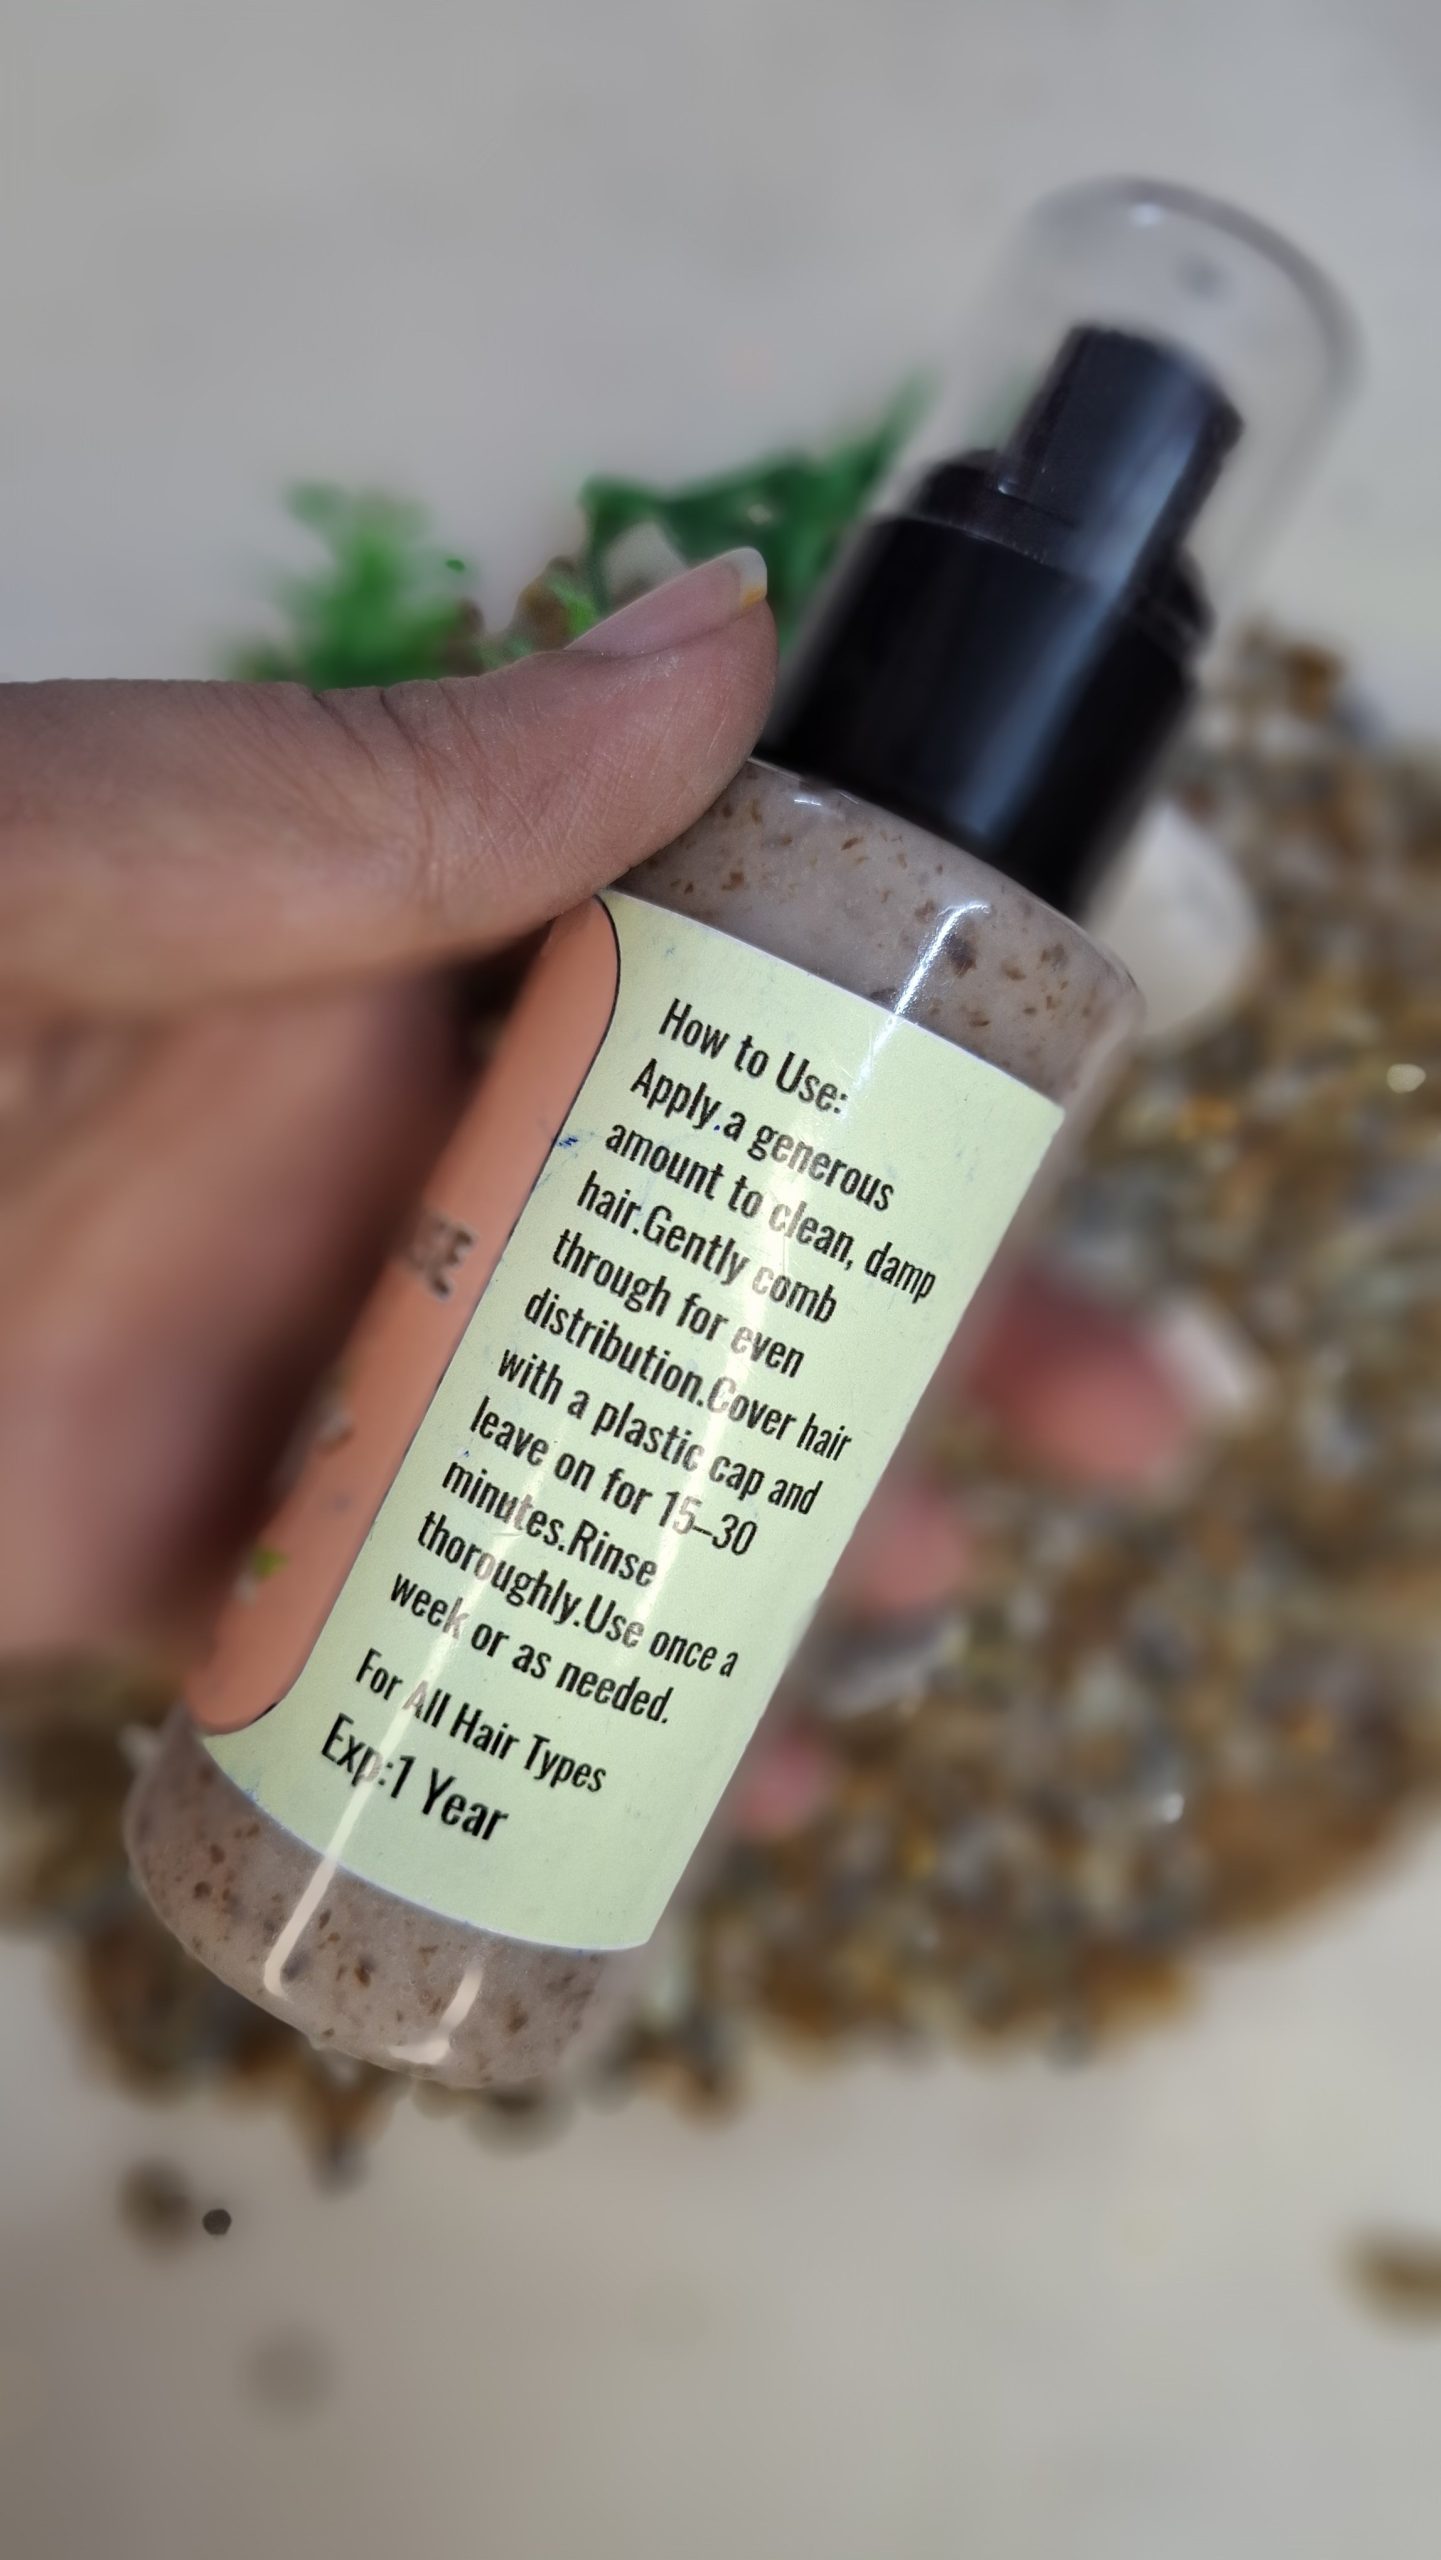 How to Use:
Apply.a generous
amount to clean, damp
hair.Gently comb
through for even
distribution.Cover hair
with a plastic cap and
leave on for 15–30
minutes.Rinse
thoroughly.Use once a
week or as needed.
For All Hair Types
Exp:1 Year